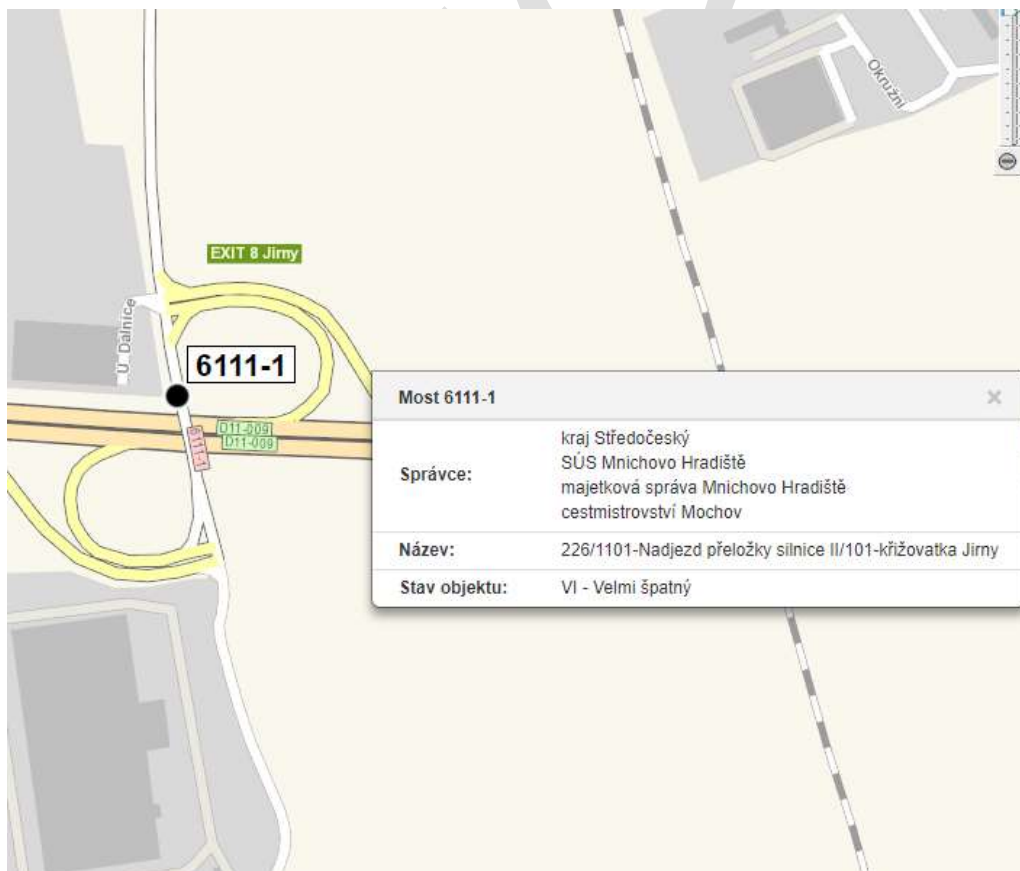 Okružní
EXIT 8 Jirny
U Dálnice
6111-1
D11-009
D11-009
6111-1
Most 6111-1
Správce:
kraj Středočeský
SÚS Mnichovo Hradiště
majetková správa Mnichovo Hradiště
cestmistrovství Mochov
Název:
226/1101-Nadjezd přeložky silnice II/101-křižovatka Jirny
Stav objektu:
VI - Velmi špatný